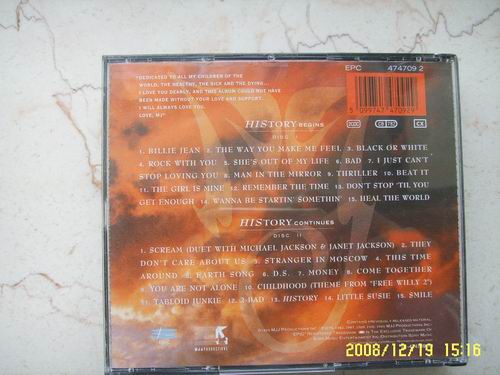 EPC 474709 2
"DEDICATED TO ALL MY CHILDREN OF THE
WORLD, THE HEALTHY, THE SICK AND THE DYING...
I LOVE YOU DEARLY, AND THIS ALBUM COULD NOT HAVE
BEEN MADE WITHOUT YOUR LOVE AND SUPPORT.
I WILL ALWAYS LOVE YOU.
LOVE, MJ"
5 099747 470929
HISTORY BEGINS
DISC I
1. BILLIE JEAN 2. THE WAY YOU MAKE ME FEEL 3. BLACK OR WHITE
4. ROCK WITH YOU 5. SHE'S OUT OF MY LIFE 6. BAD 7. I JUST CAN'T
STOP LOVING YOU 8. MAN IN THE MIRROR 9. THRILLER 10. BEAT IT
11. THE GIRL IS MINE 12. REMEMBER THE TIME 13. DON'T STOP 'TIL YOU
GET ENOUGH 14. WANNA BE STARTIN' SOMETHIN' 15. HEAL THE WORLD
HISTORY CONTINUES
DISC II
1. SCREAM (DUET WITH MICHAEL JACKSON & JANET JACKSON) 2. THEY
DON'T CARE ABOUT US 3. STRANGER IN MOSCOW 4. THIS TIME
AROUND 5. EARTH SONG 6. D.S. 7. MONEY 8. COME TOGETHER
9. YOU ARE NOT ALONE 10. CHILDHOOD (THEME FROM "FREE WILLY 2")
11. TABLOID JUNKIE 12. 2 BAD 13. HISTORY 14. LITTLE SUSIE 15. SMILE
CONTAINS PREVIOUSLY RELEASED MATERIAL.
MJJ PRODUCTIONS
2008/12/19 15:16